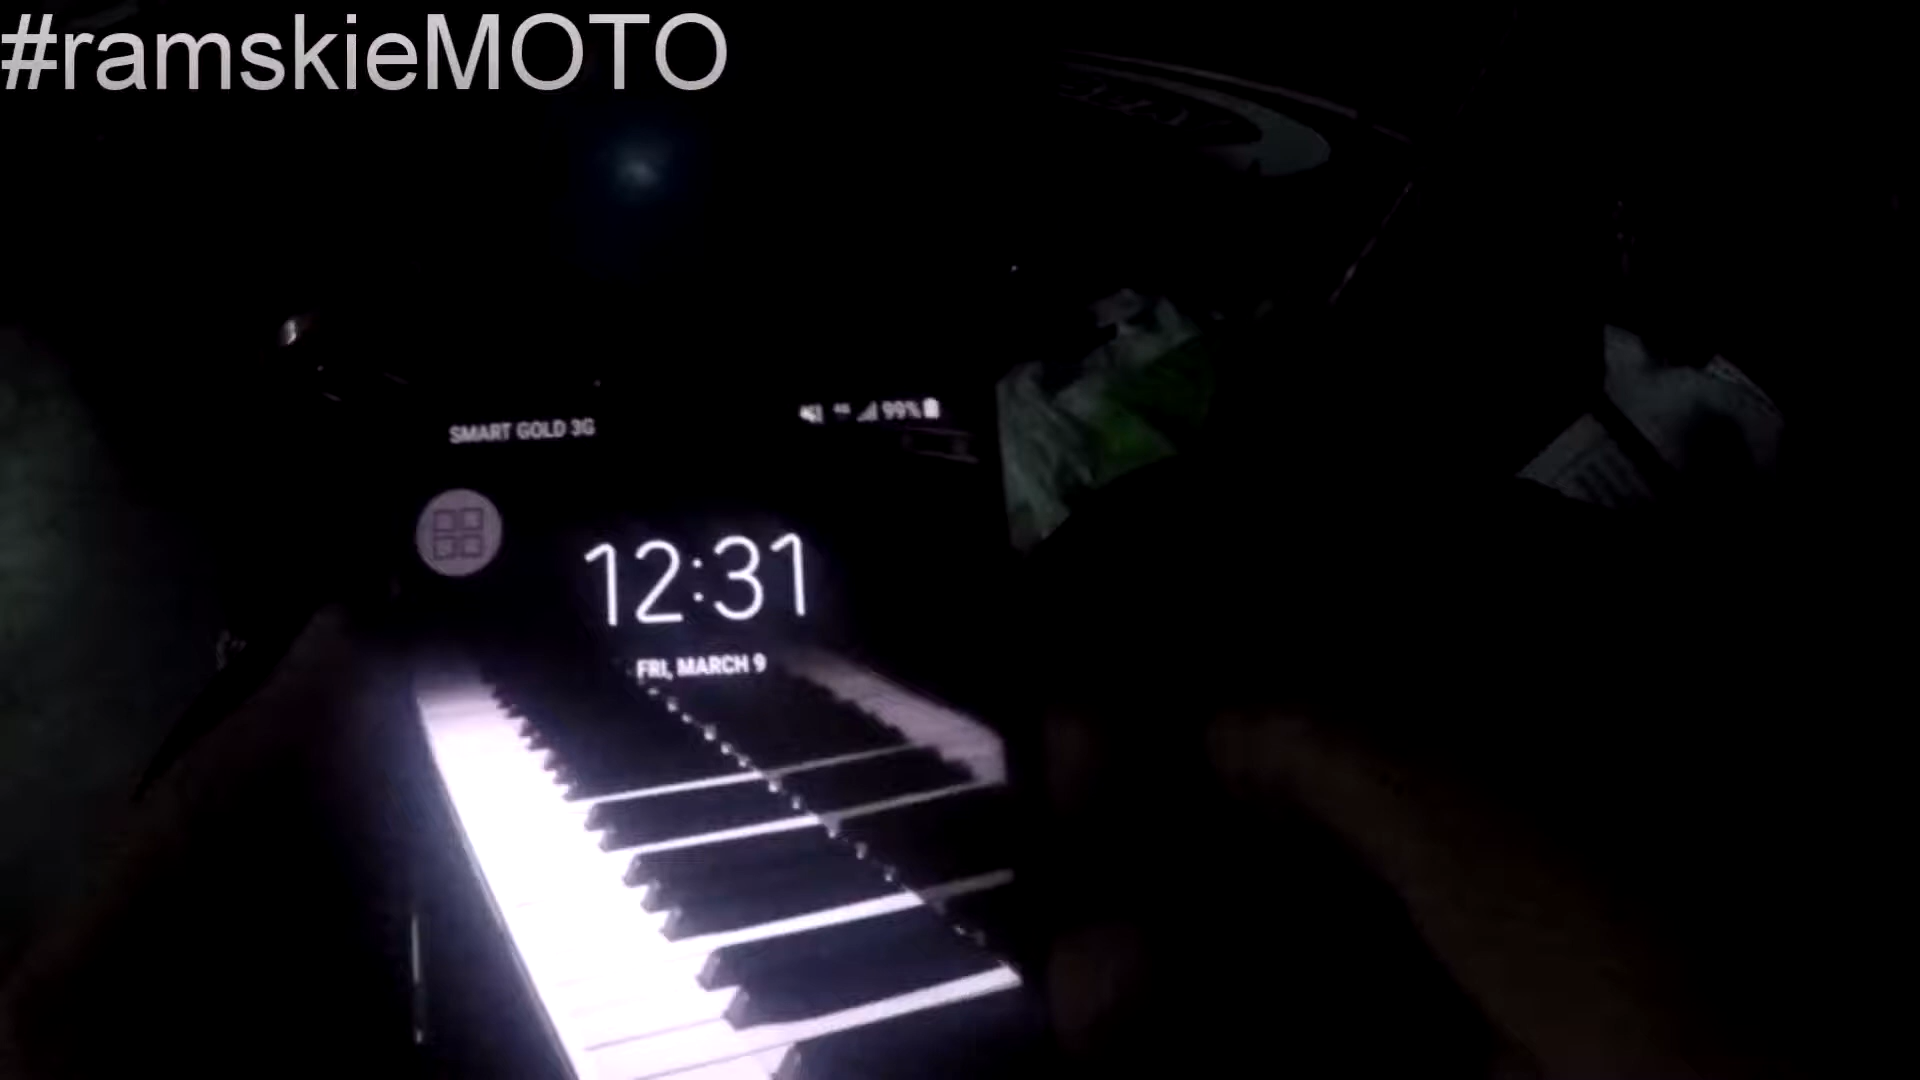 #ramskieMOTO
SMART GOLD 3G
99%
12:31
FRI, MARCH 9